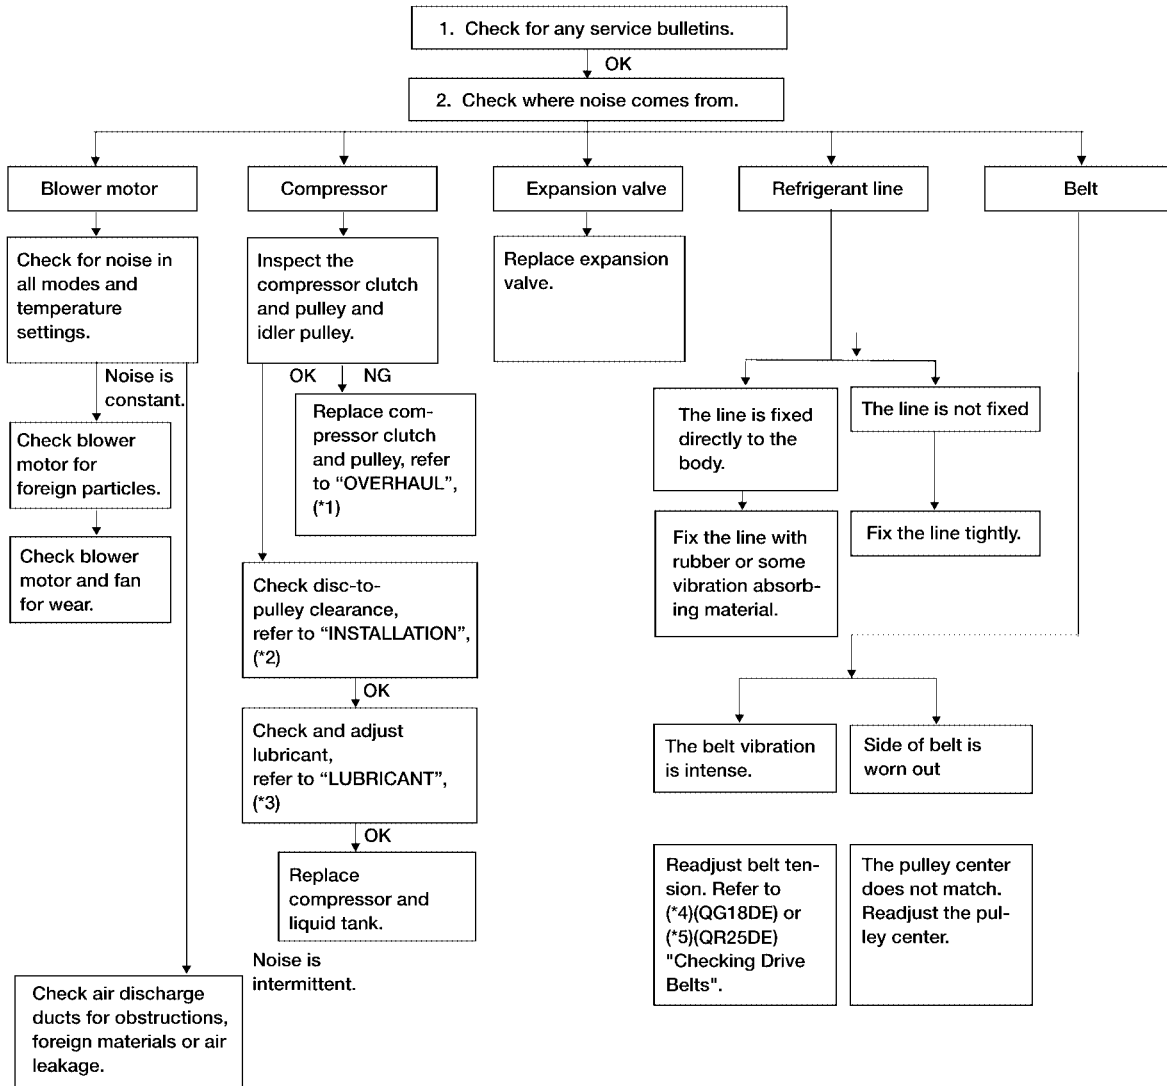 1. Check for any service bulletins.
OK
2. Check where noise comes from.
Blower motor
Compressor
Expansion valve
Refrigerant line
Belt
Check for noise in
all modes and
temperature
settings.
Inspect the
compressor clutch
and pulley and
idler pulley.
Replace expansion
valve.
Noise is
constant.
OK
NG
Check blower
motor for
foreign particles.
Replace com-
pressor clutch
and pulley, refer
to “OVERHAUL”,
(*1)
The line is fixed
directly to the
body.
The line is not fixed
Check blower
motor and fan
for wear.
Fix the line with
rubber or some
vibration absorb-
ing material.
Fix the line tightly.
Check disc-to-
pulley clearance,
refer to “INSTALLATION”,
(*2)
OK
Check and adjust
lubricant,
refer to “LUBRICANT”,
(*3)
OK
Replace
compressor and
liquid tank.
The belt vibration
is intense.
Side of belt is
worn out
Readjust belt ten-
sion. Refer to
(*4)(QG18DE) or
(*5)(QR25DE)
"Checking Drive
Belts".
The pulley center
does not match.
Readjust the pul-
ley center.
Noise is
intermittent.
Check air discharge
ducts for obstructions,
foreign materials or air
leakage.